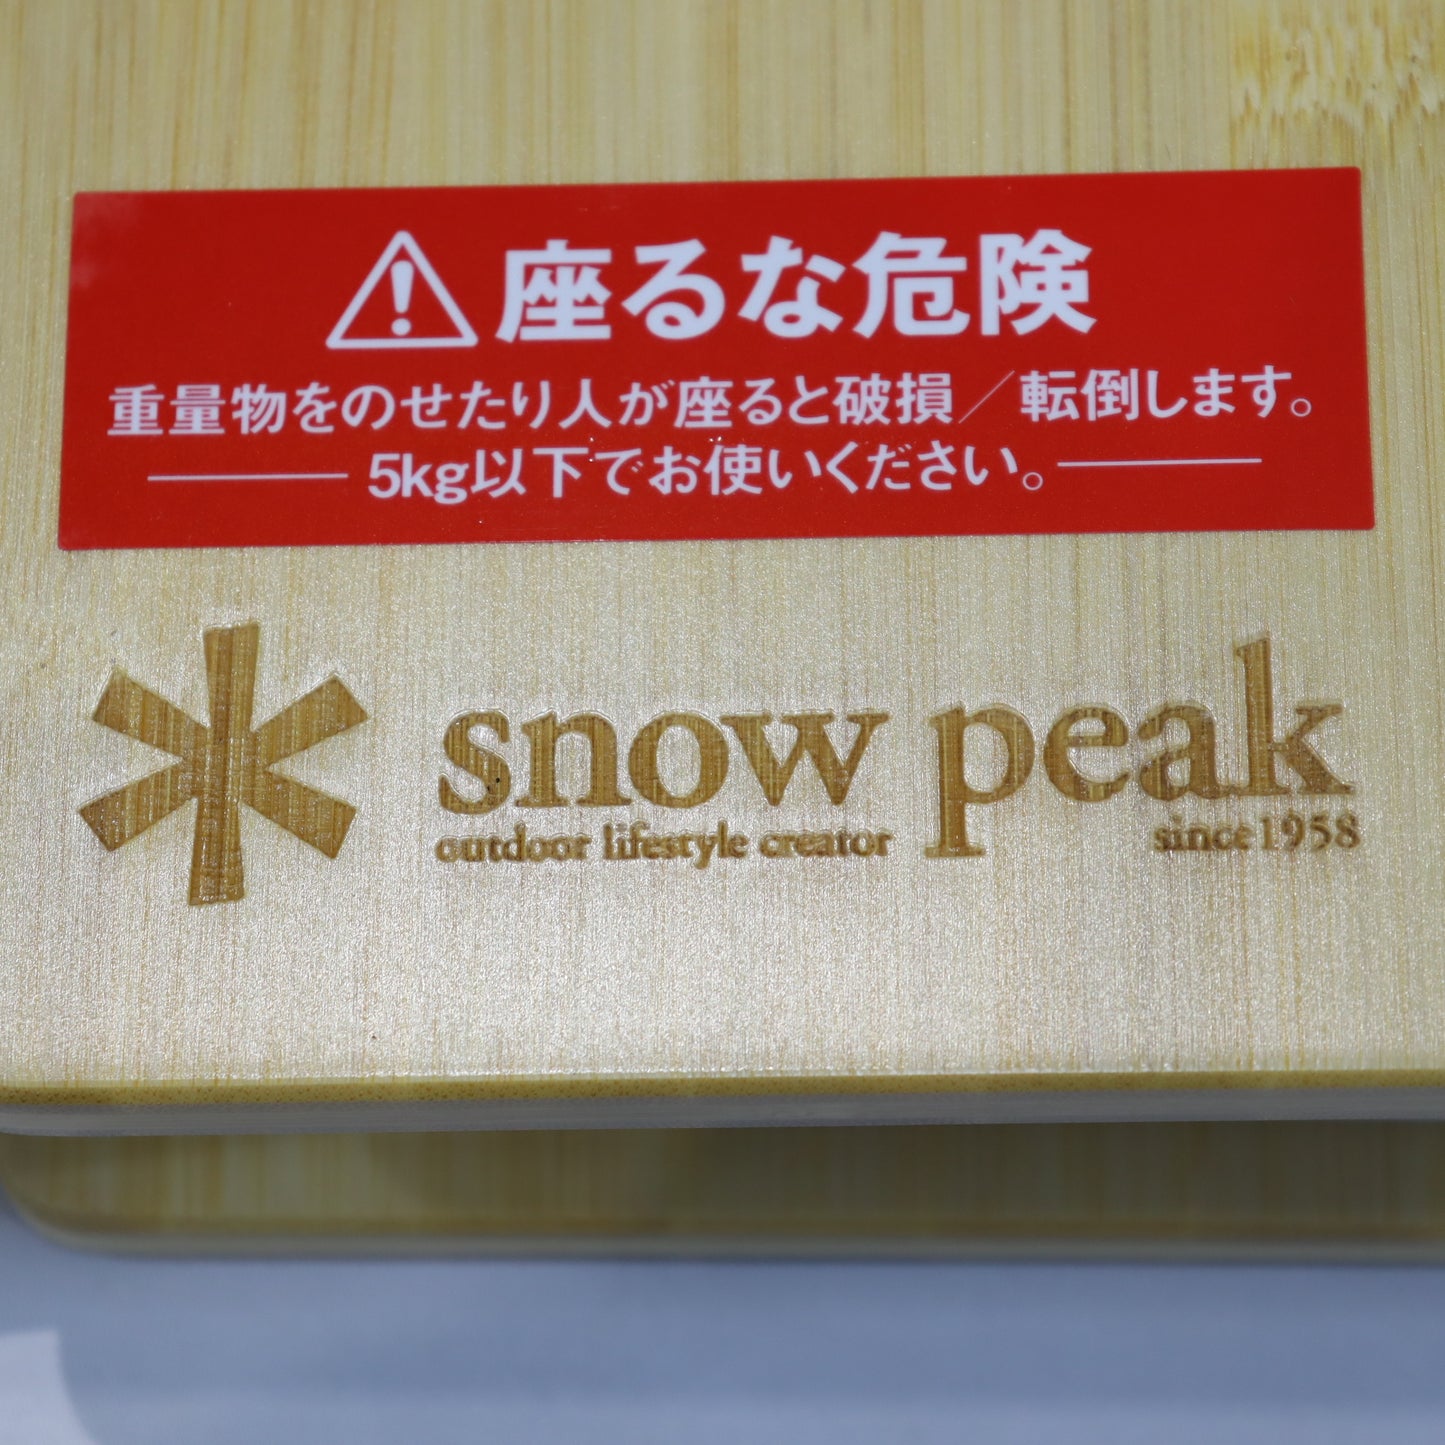 座るな危険
重量物をのせたり人が座ると破損／転倒します。
5kg以下でお使いください。
snow peak
outdoor lifestyle creator
since1958